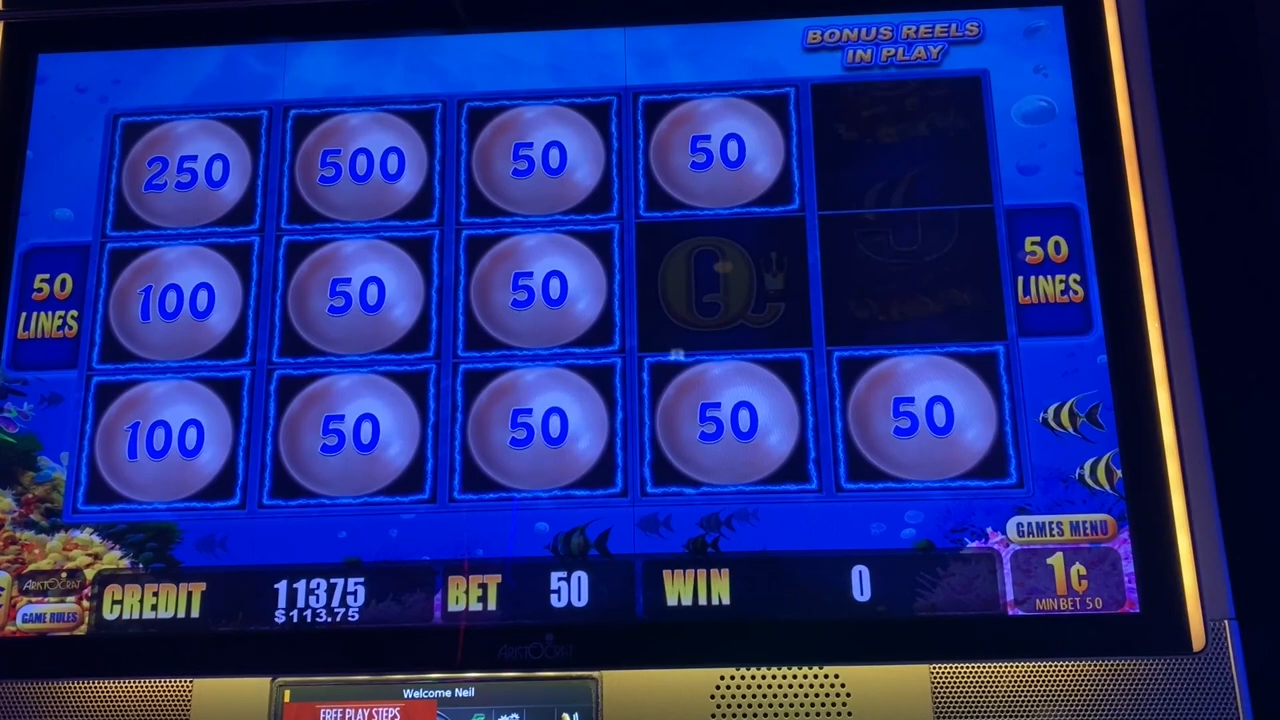 BONUS REELS
IN PLAY
250 500 50 50
100 50 50 Q
100 50 50 50 50
50
LINES
50
LINES
GAMES MENU
ARISTOCRAT
GAME RULES
CREDIT 11375
$113.75
BET 50
WIN 0
1¢
MIN BET 50
ARISTOCRAT
Welcome Neil
FREE PLAY STEPS